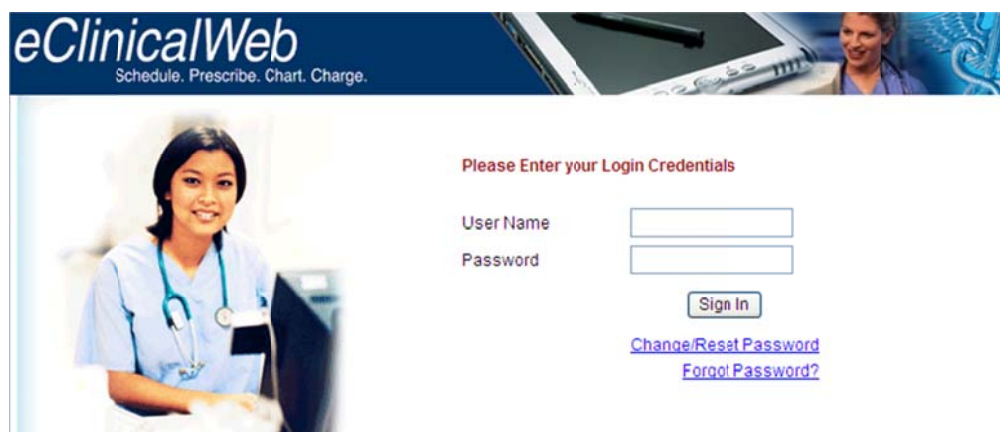 eClinicalWeb
Schedule. Prescribe. Chart. Charge.
Please Enter your Login Credentials
User Name
Password
Sign In
Change/Reset Password
Forgot Password?